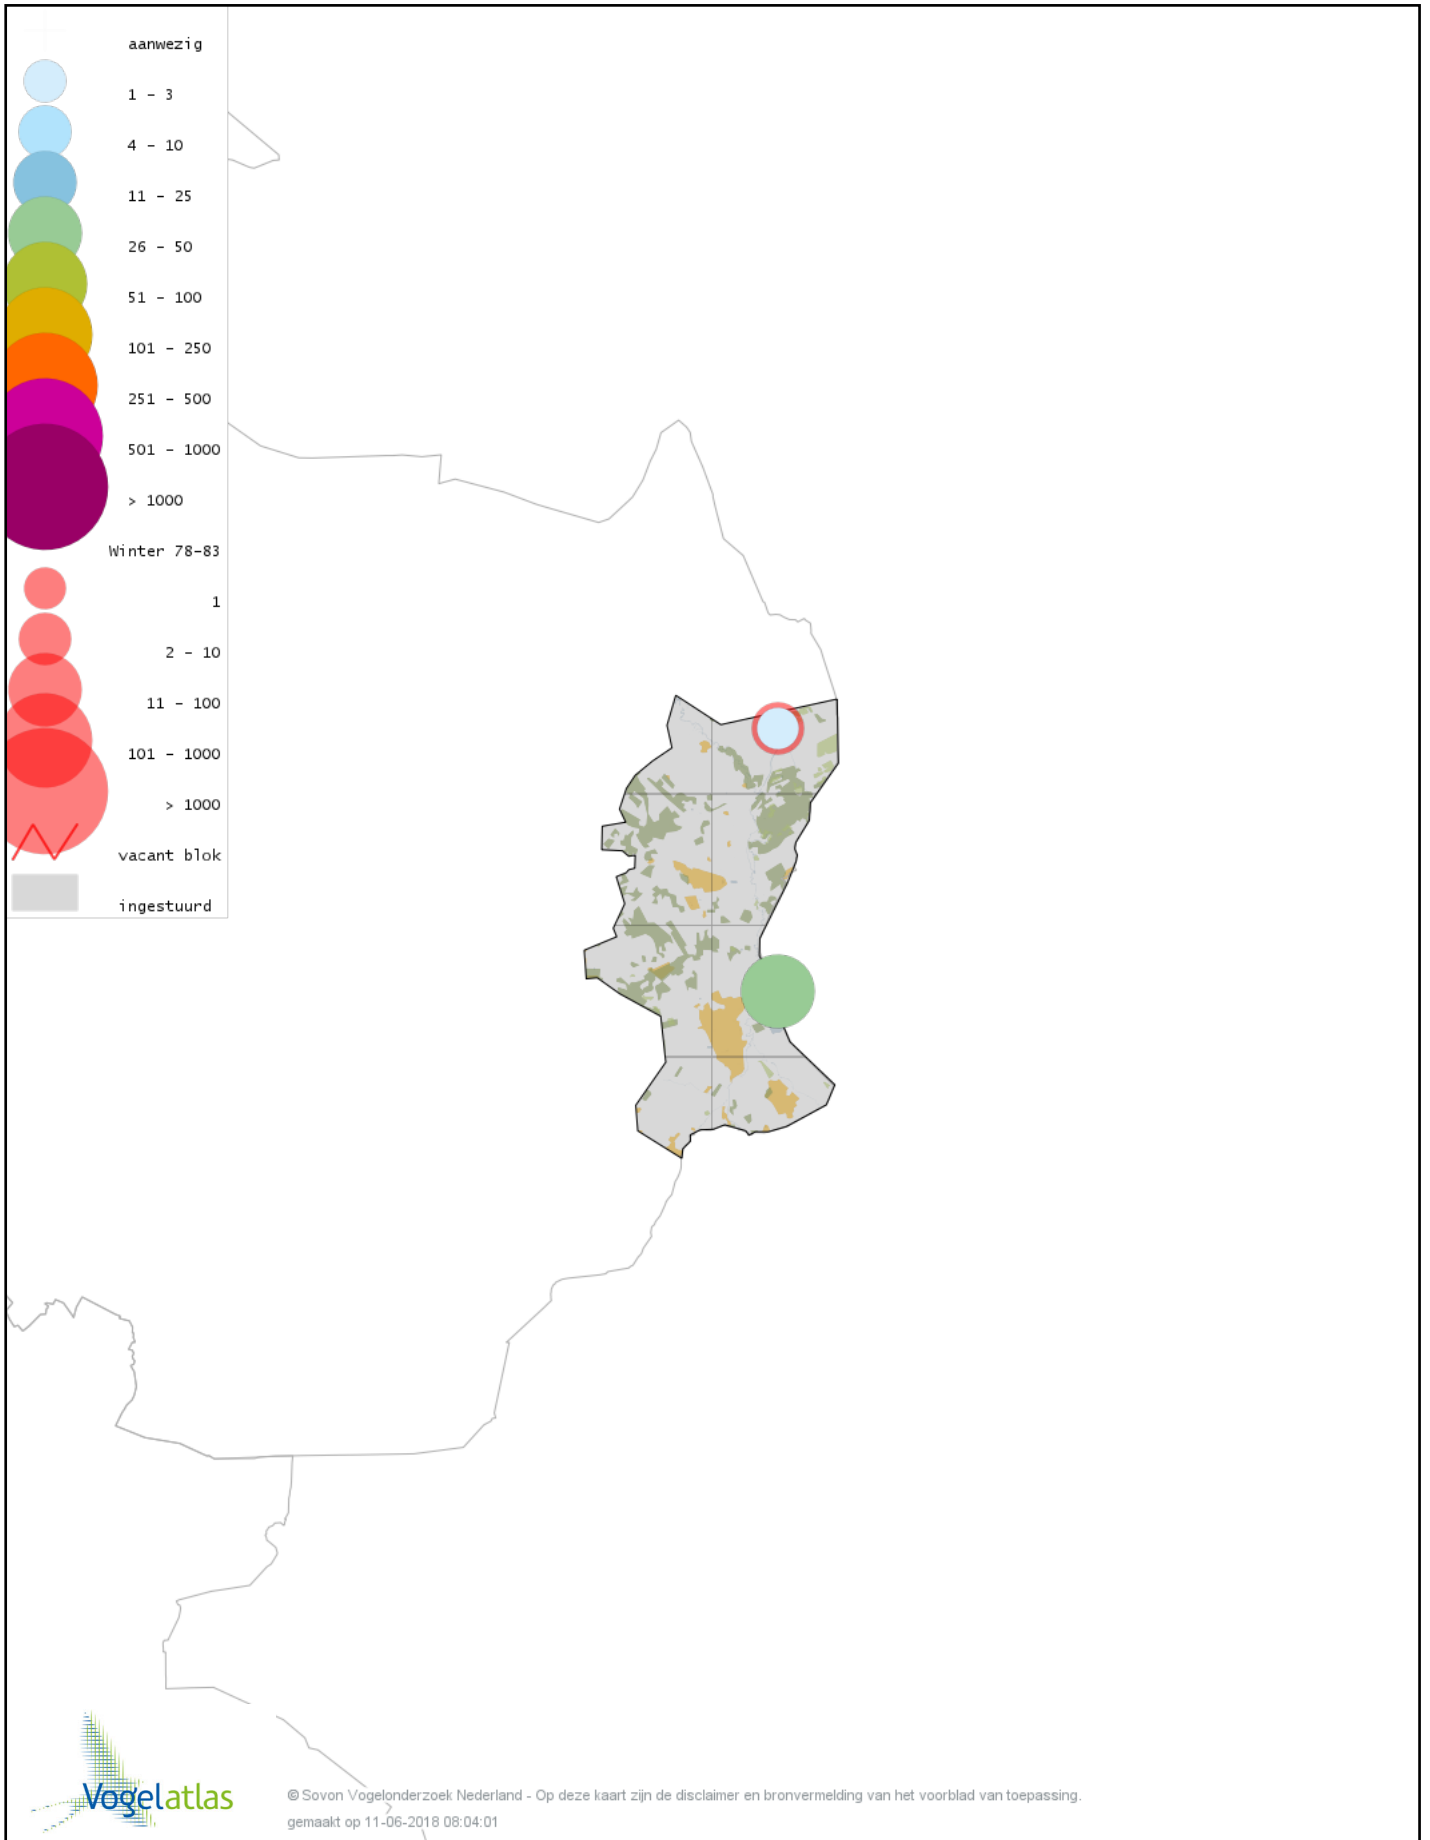 aanwezig
1 - 3
4 - 10
11 - 25
26 - 50
51 - 100
101 - 250
251 - 500
501 - 1000
> 1000
Winter 78-83
1
2 - 10
11 - 100
101 - 1000
> 1000
vacant blok
ingestuurd
Vogelatlas
© Sovon Vogelonderzoek Nederland - Op deze kaart zijn de disclaimer en bronvermelding van het voorblad van toepassing.
gemaakt op 11-06-2018 08:04:01